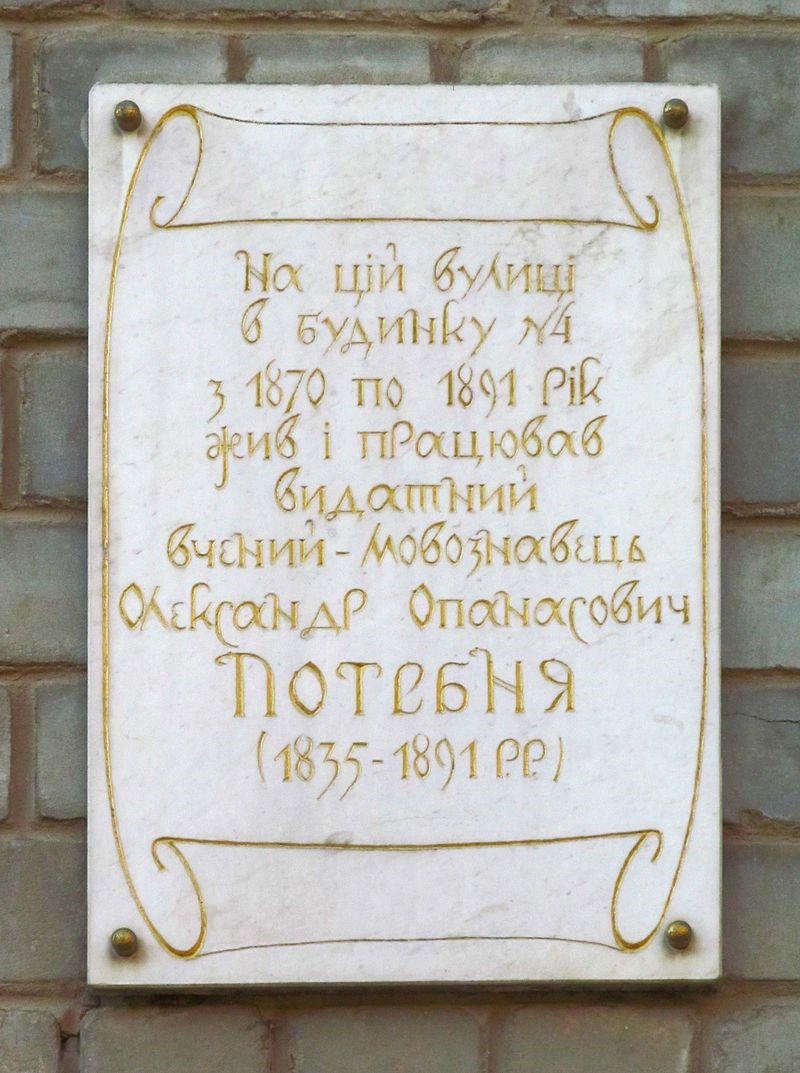 На цій вулиці
в будинку №4
з 1870 по 1891 рік
жив і працював
видатний
вчений-мовознавець
Олександр Опанасович
Потебня
(1835-1891 рр.)